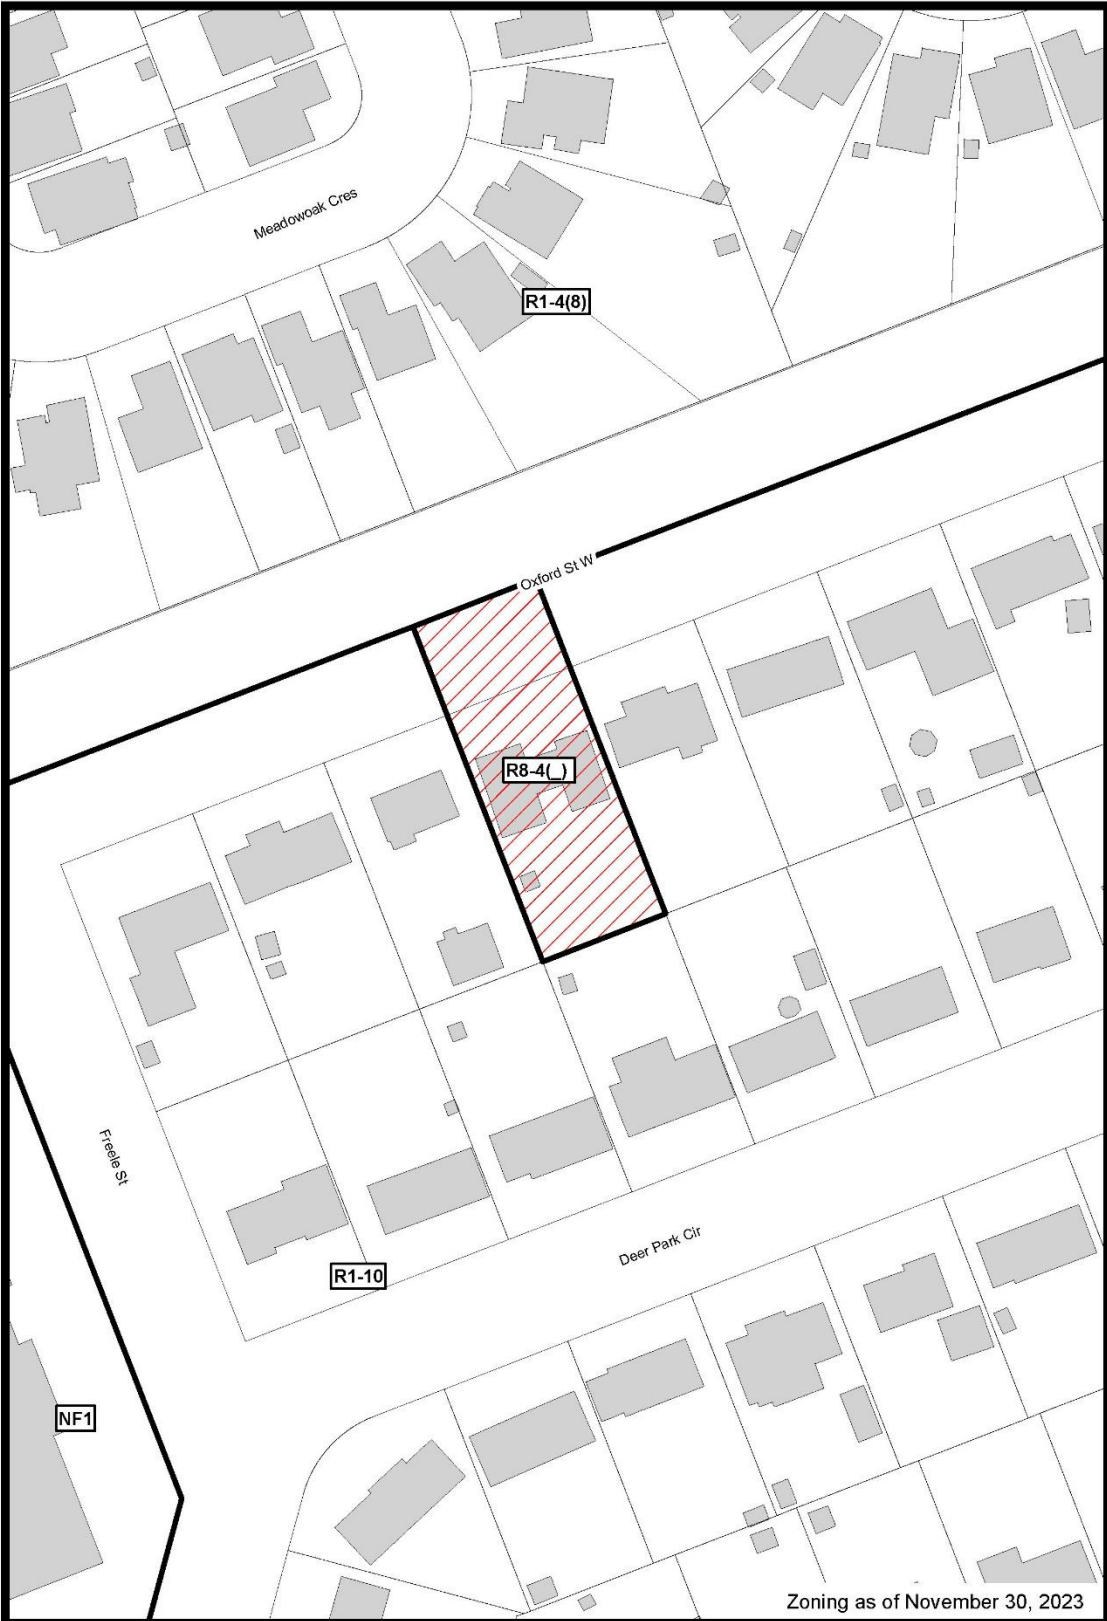 Meadowoak Cres
R1-4(8)
Oxford St W
R8-4(_)
Freele St
Deer Park Cir
R1-10
NF1
Zoning as of November 30, 2023